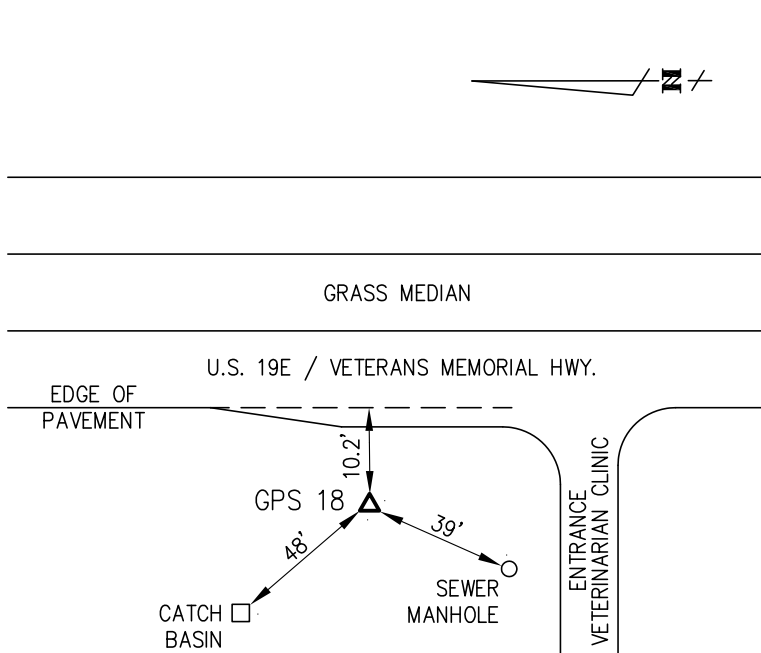 N
GRASS MEDIAN
U.S. 19E / VETERANS MEMORIAL HWY.
EDGE OF
PAVEMENT
10.2'
GPS 18
48'
39'
CATCH
BASIN
SEWER
MANHOLE
ENTRANCE
VETERINARIAN CLINIC